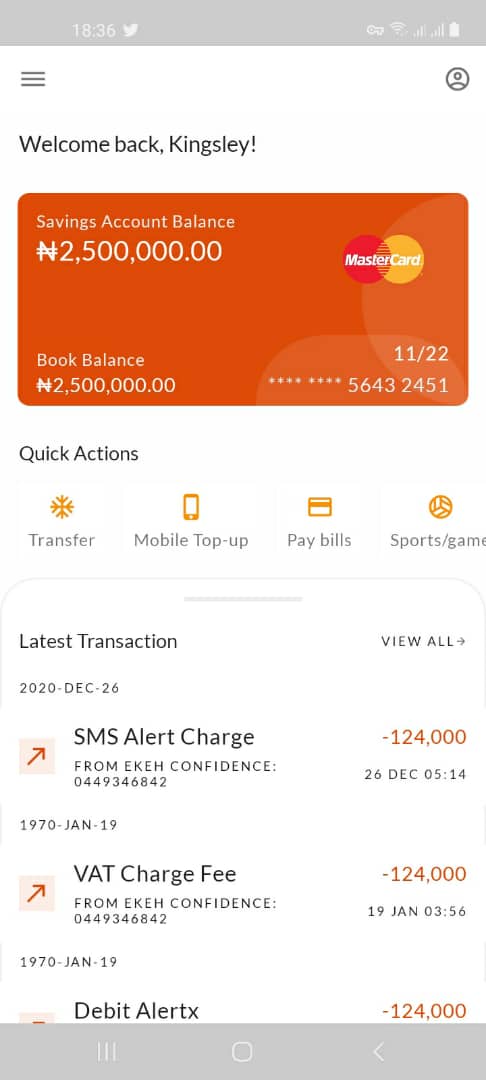 18:36
Welcome back, Kingsley!
Savings Account Balance
₦2,500,000.00
MasterCard
11/22
Book Balance
₦2,500,000.00
**** **** 5643 2451
Quick Actions
Transfer Mobile Top-up Pay bills Sports/game
Latest Transaction VIEW ALL→
2020-DEC-26
SMS Alert Charge -124,000
FROM EKEH CONFIDENCE:
0449346842
26 DEC 05:14
1970-JAN-19
VAT Charge Fee -124,000
FROM EKEH CONFIDENCE:
0449346842
19 JAN 03:56
1970-JAN-19
Debit Alertx -124,000